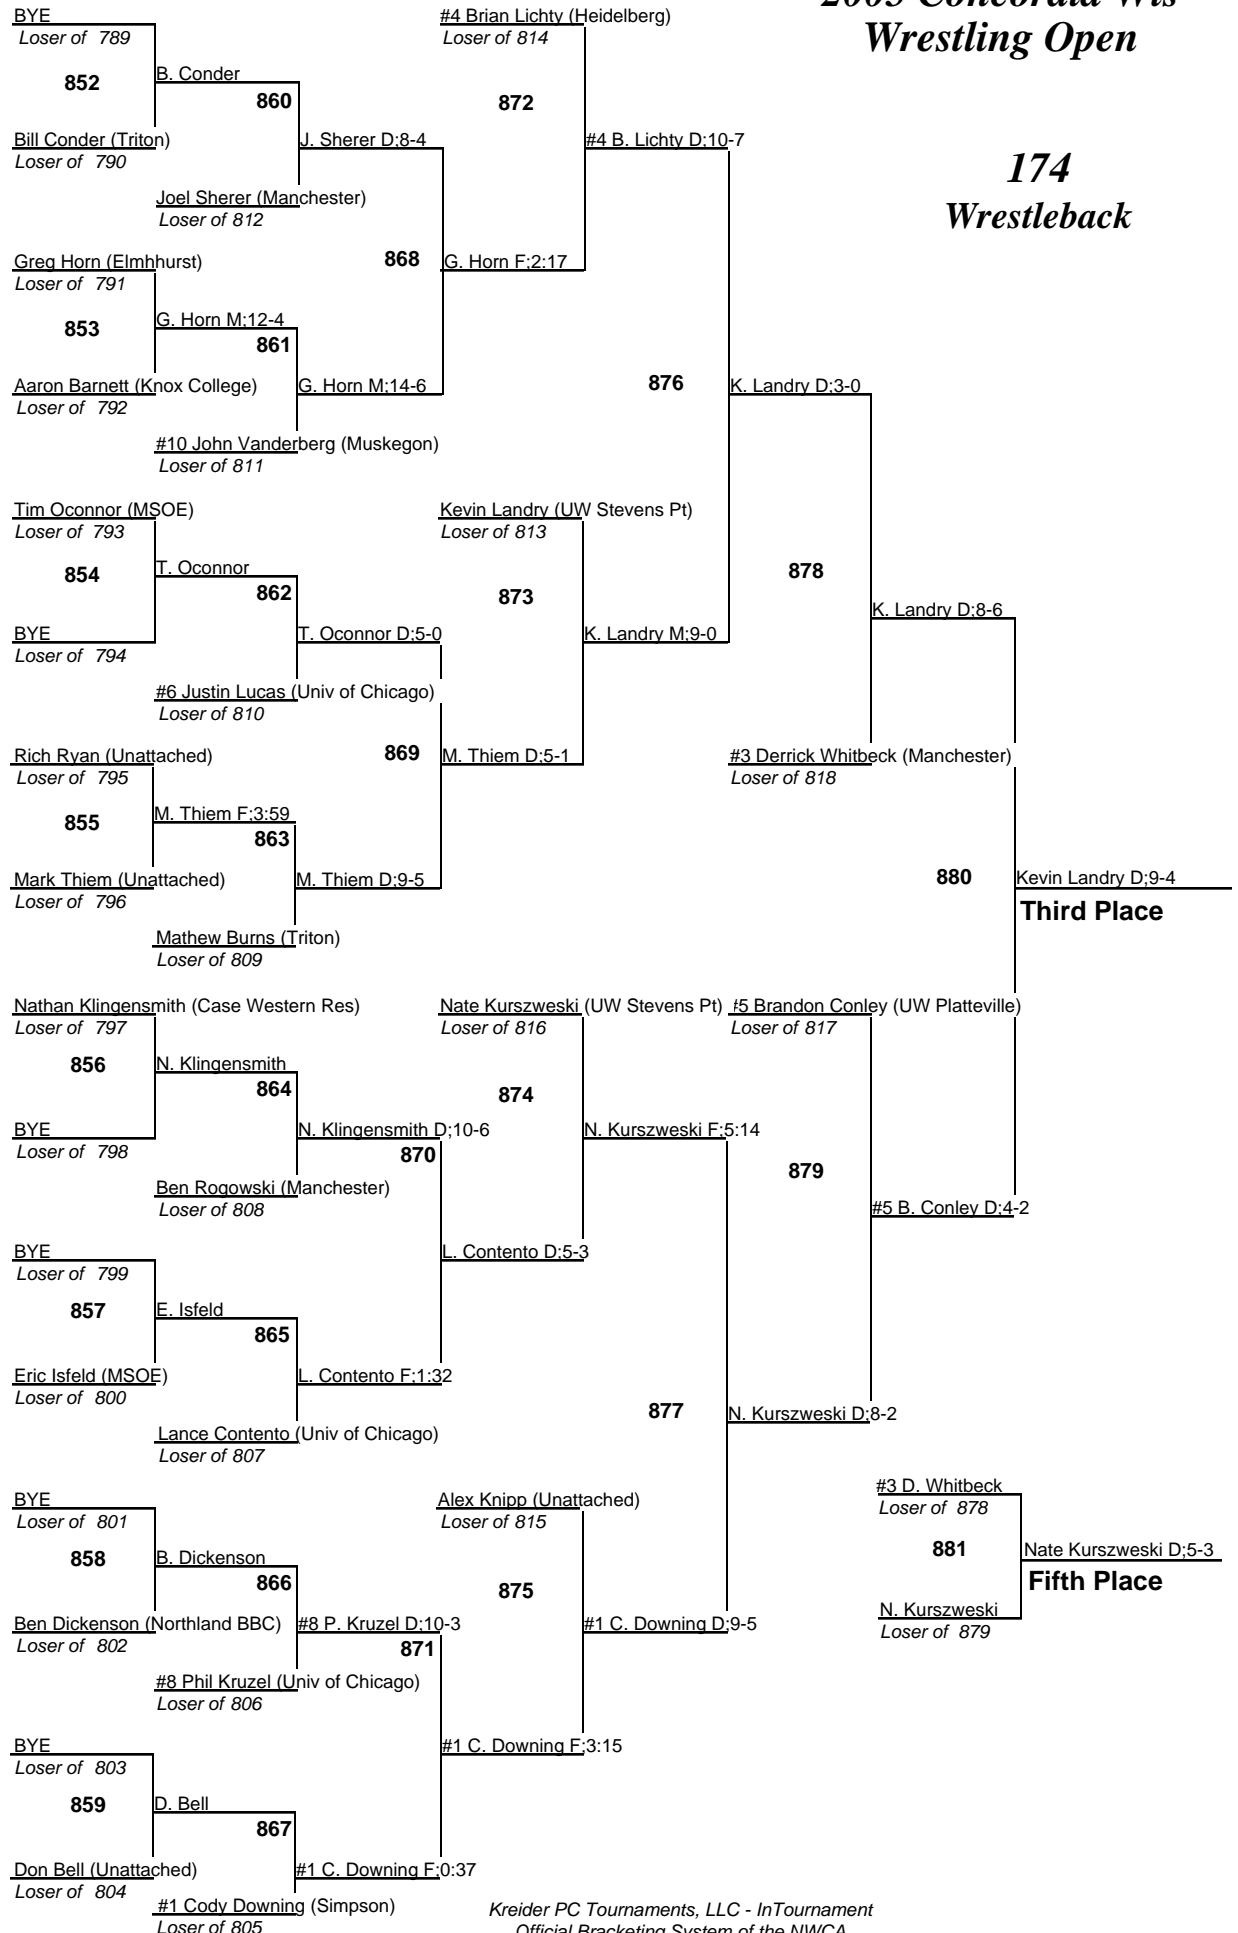 2005 Concordia Wis
Wrestling Open
174
Wrestleback
BYE
Loser of 789
852
B. Conder
860
Bill Conder (Triton)
Loser of 790
J. Sherer D;8-4
Joel Sherer (Manchester)
Loser of 812
Greg Horn (Elmhhurst)
Loser of 791
868
G. Horn F;2:17
853
G. Horn M;12-4
861
Aaron Barnett (Knox College)
Loser of 792
G. Horn M;14-6
#10 John Vanderberg (Muskegon)
Loser of 811
#4 Brian Lichty (Heidelberg)
Loser of 814
872
#4 B. Lichty D;10-7
876
K. Landry D;3-0
Tim Oconnor (MSOE)
Loser of 793
854
T. Oconnor
862
BYE
Loser of 794
T. Oconnor D;5-0
#6 Justin Lucas (Univ of Chicago)
Loser of 810
Rich Ryan (Unattached)
Loser of 795
869
M. Thiem D;5-1
855
M. Thiem F;3:59
863
Mark Thiem (Unattached)
Loser of 796
M. Thiem D;9-5
Mathew Burns (Triton)
Loser of 809
Kevin Landry (UW Stevens Pt)
Loser of 813
873
K. Landry M;9-0
878
K. Landry D;8-6
#3 Derrick Whitbeck (Manchester)
Loser of 818
880
Kevin Landry D;9-4
Third Place
Nathan Klingensmith (Case Western Res)
Loser of 797
856
N. Klingensmith
864
BYE
Loser of 798
N. Klingensmith D;10-6
870
Ben Rogowski (Manchester)
Loser of 808
BYE
Loser of 799
L. Contento D;5-3
857
E. Isfeld
865
Eric Isfeld (MSOE)
Loser of 800
L. Contento F;1:32
Lance Contento (Univ of Chicago)
Loser of 807
Nate Kurszweski (UW Stevens Pt)
Loser of 816
874
N. Kurszweski F;5:14
#5 Brandon Conley (UW Platteville)
Loser of 817
879
#5 B. Conley D;4-2
877
N. Kurszweski D;8-2
BYE
Loser of 801
858
B. Dickenson
866
Ben Dickenson (Northland BBC)
Loser of 802
#8 P. Kruzel D;10-3
871
#8 Phil Kruzel (Univ of Chicago)
Loser of 806
BYE
Loser of 803
#1 C. Downing F;3:15
859
D. Bell
867
Don Bell (Unattached)
Loser of 804
#1 C. Downing F;0:37
#1 Cody Downing (Simpson)
Loser of 805
Alex Knipp (Unattached)
Loser of 815
875
#1 C. Downing D;9-5
#3 D. Whitbeck
Loser of 878
881
Nate Kurszweski D;5-3
Fifth Place
N. Kurszweski
Loser of 879
Kreider PC Tournaments, LLC - InTournament
Official Bracketing System of the NWCA